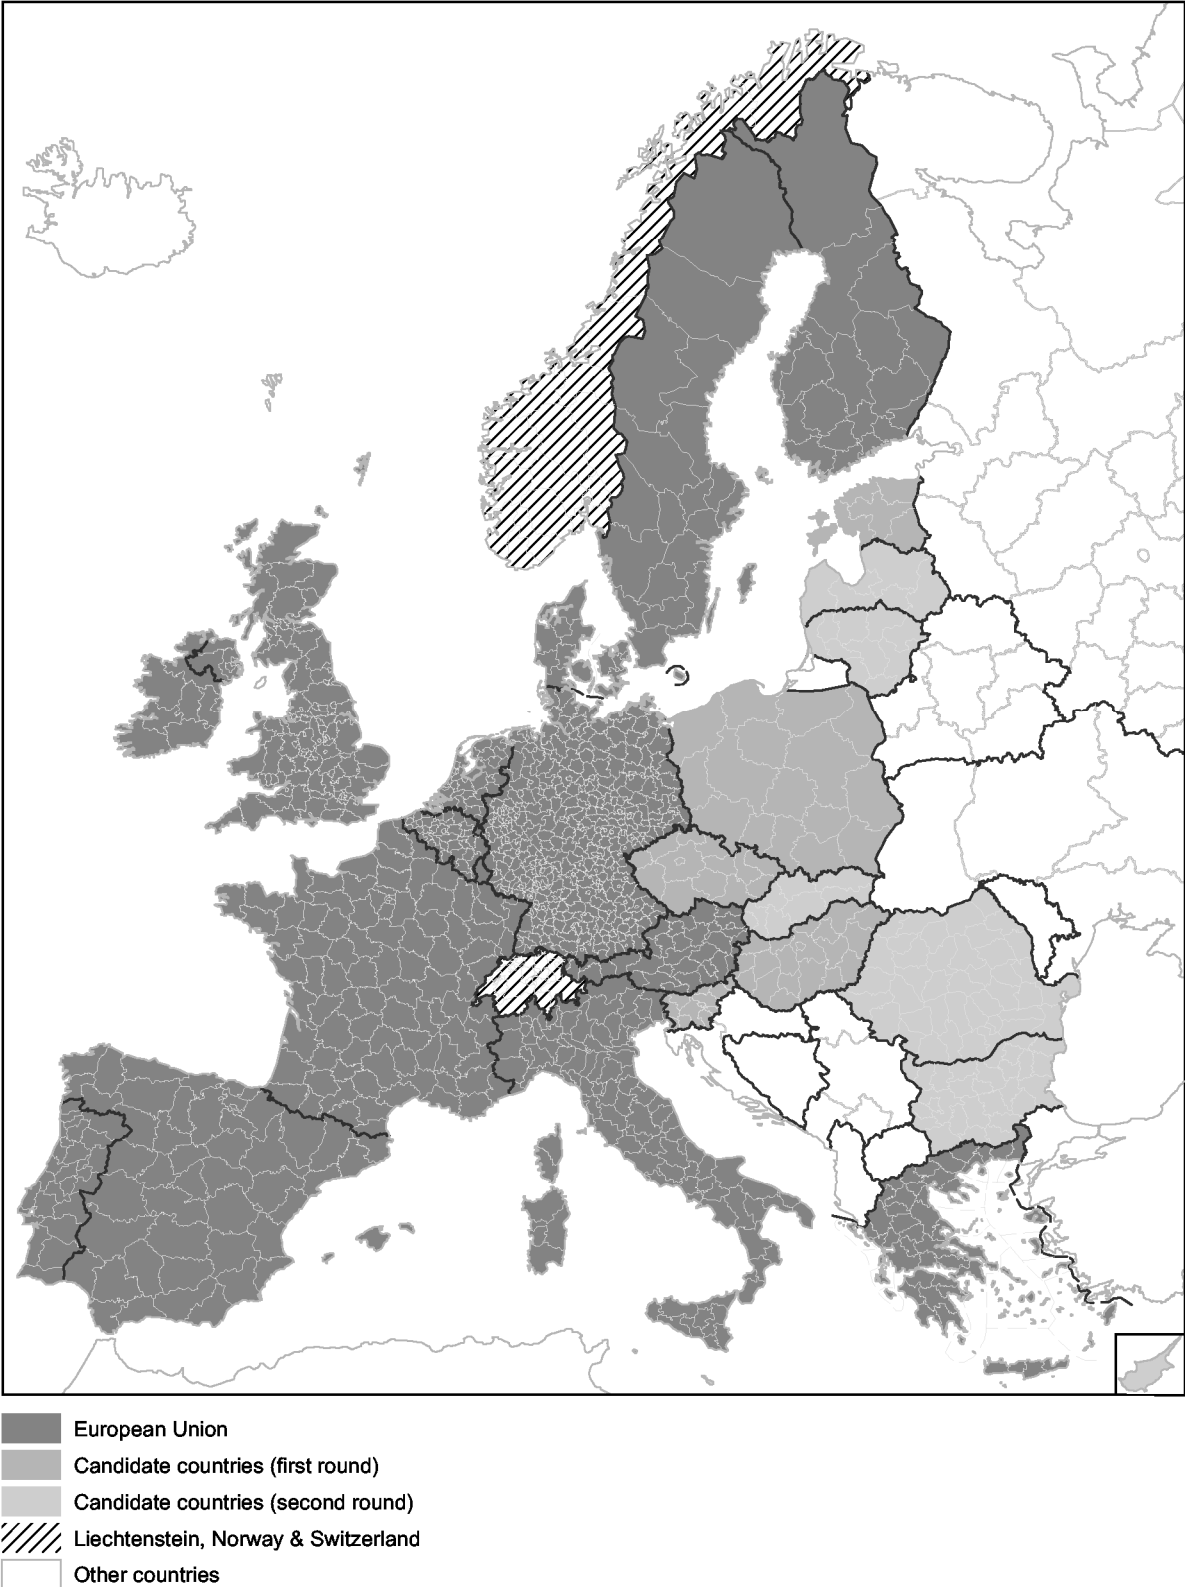 European Union
Candidate countries (first round)
Candidate countries (second round)
Liechtenstein, Norway & Switzerland
Other countries